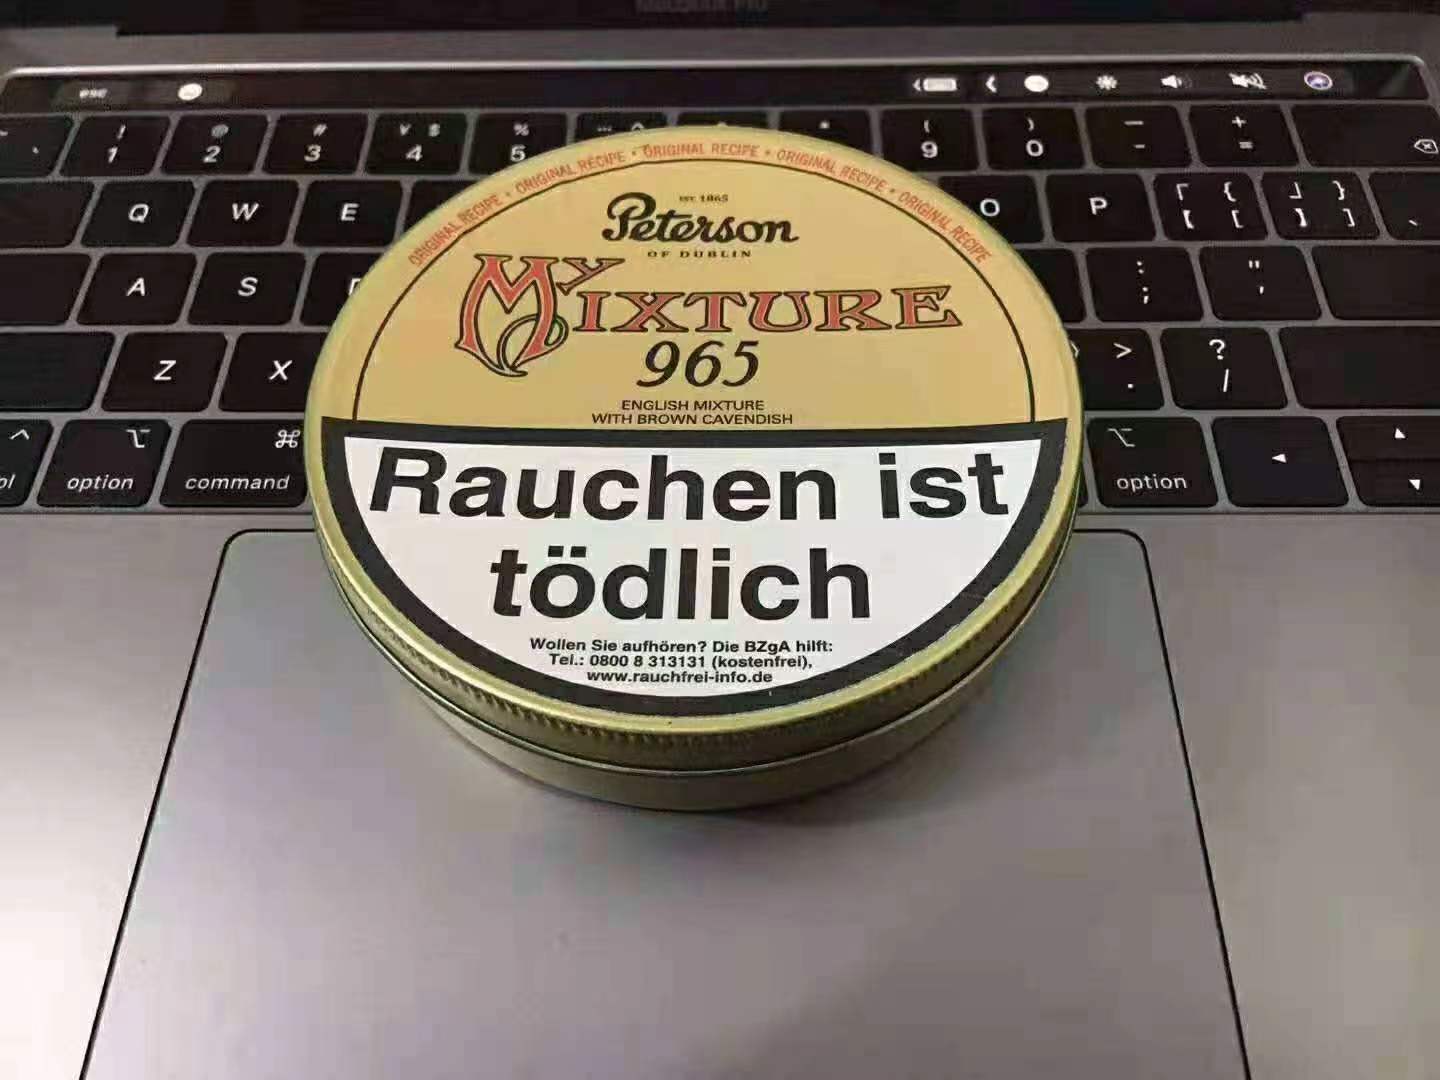 esc
! @ # ¥ $ % ( ) — +
1 2 3 4 5 9 0 - =
Q W E O P 「 { 」 }
【 [ 】 ]
A S : "
; '
Z X > ?
. /
option command option
ORIGINAL RECIPE • ORIGINAL RECIPE • ORIGINAL RECIPE • ORIGINAL RECIPE • ORIGINAL RECIPE
EST. 1865
Peterson
OF DUBLIN
MY MIXTURE
965
ENGLISH MIXTURE
WITH BROWN CAVENDISH
Rauchen ist
tödlich
Wollen Sie aufhören? Die BZgA hilft:
Tel.: 0800 8 313131 (kostenfrei),
www.rauchfrei-info.de